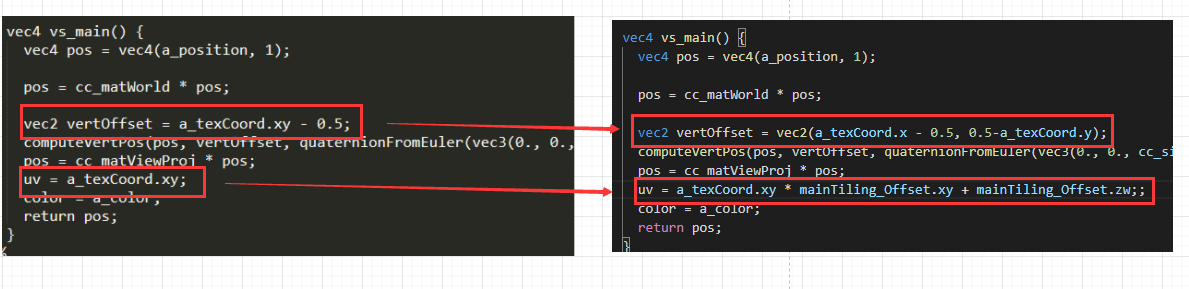 vec4 vs_main() {
vec4 pos = vec4(a_position, 1);
pos = cc_matWorld * pos;
vec2 vertOffset = a_texCoord.xy - 0.5;
computeVertPos(pos, vertOffset, quaternionFromEuler(vec3(0., 0.,
pos = cc_matViewProj * pos;
uv = a_texCoord.xy;
color = a_color;
return pos;
}
vec4 vs_main() {
vec4 pos = vec4(a_position, 1);
pos = cc_matWorld * pos;
vec2 vertOffset = vec2(a_texCoord.x - 0.5, 0.5-a_texCoord.y);
computeVertPos(pos, vertOffset, quaternionFromEuler(vec3(0., 0., cc_si
pos = cc_matViewProj * pos;
uv = a_texCoord.xy * mainTiling_Offset.xy + mainTiling_Offset.zw;;
color = a_color;
return pos;
}